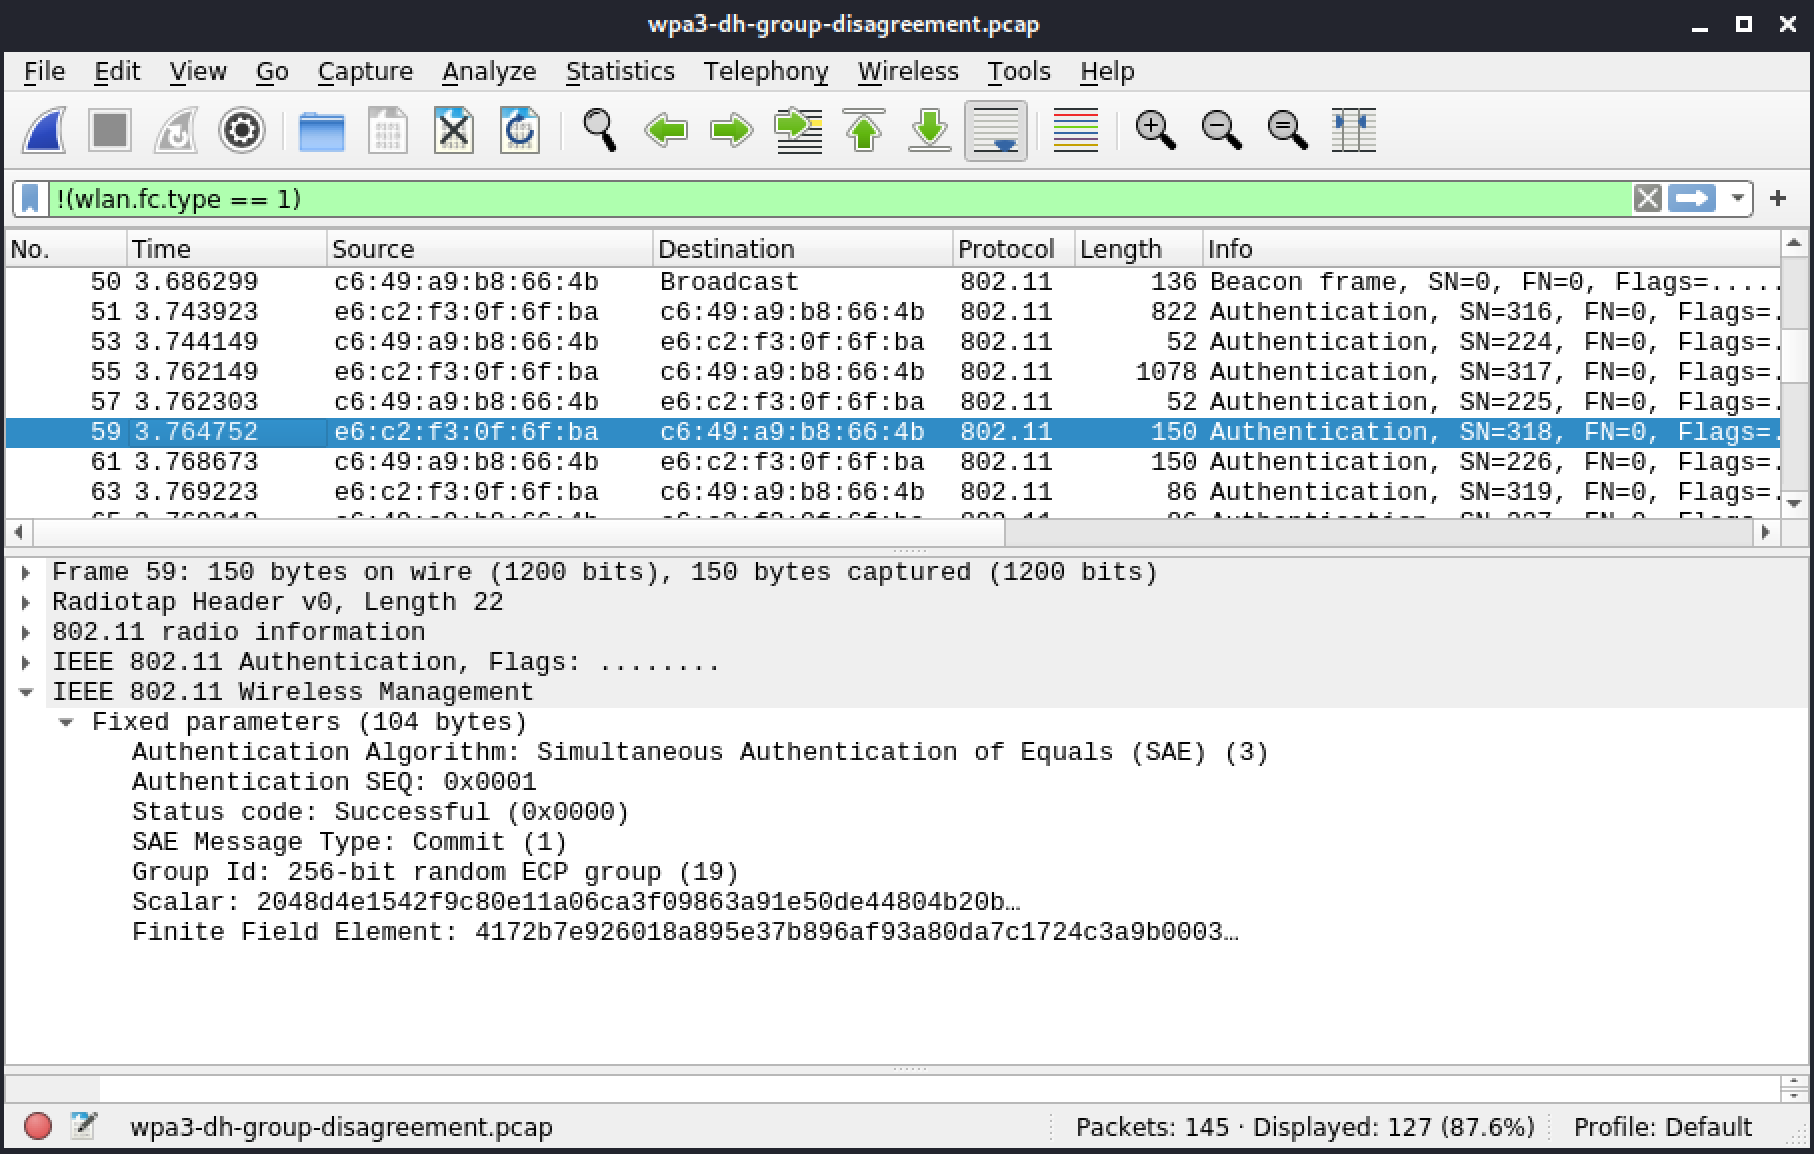 wpa3-dh-group-disagreement.pcap
File Edit View Go Capture Analyze Statistics Telephony Wireless Tools Help
!(wlan.fc.type == 1)
No. Time Source Destination Protocol Length Info
50 3.686299 c6:49:a9:b8:66:4b Broadcast 802.11 136 Beacon frame, SN=0, FN=0, Flags=.....
51 3.743923 e6:c2:f3:0f:6f:ba c6:49:a9:b8:66:4b 802.11 822 Authentication, SN=316, FN=0, Flags=.
53 3.744149 c6:49:a9:b8:66:4b e6:c2:f3:0f:6f:ba 802.11 52 Authentication, SN=224, FN=0, Flags=.
55 3.762149 e6:c2:f3:0f:6f:ba c6:49:a9:b8:66:4b 802.11 1078 Authentication, SN=317, FN=0, Flags=.
57 3.762303 c6:49:a9:b8:66:4b e6:c2:f3:0f:6f:ba 802.11 52 Authentication, SN=225, FN=0, Flags=.
59 3.764752 e6:c2:f3:0f:6f:ba c6:49:a9:b8:66:4b 802.11 150 Authentication, SN=318, FN=0, Flags=.
61 3.768673 c6:49:a9:b8:66:4b e6:c2:f3:0f:6f:ba 802.11 150 Authentication, SN=226, FN=0, Flags=.
63 3.769223 e6:c2:f3:0f:6f:ba c6:49:a9:b8:66:4b 802.11 86 Authentication, SN=319, FN=0, Flags=.
Frame 59: 150 bytes on wire (1200 bits), 150 bytes captured (1200 bits)
Radiotap Header v0, Length 22
802.11 radio information
IEEE 802.11 Authentication, Flags: ........
IEEE 802.11 Wireless Management
Fixed parameters (104 bytes)
Authentication Algorithm: Simultaneous Authentication of Equals (SAE) (3)
Authentication SEQ: 0x0001
Status code: Successful (0x0000)
SAE Message Type: Commit (1)
Group Id: 256-bit random ECP group (19)
Scalar: 2048d4e1542f9c80e11a06ca3f09863a91e50de44804b20b…
Finite Field Element: 4172b7e926018a895e37b896af93a80da7c1724c3a9b0003…
wpa3-dh-group-disagreement.pcap
Packets: 145 · Displayed: 127 (87.6%)
Profile: Default